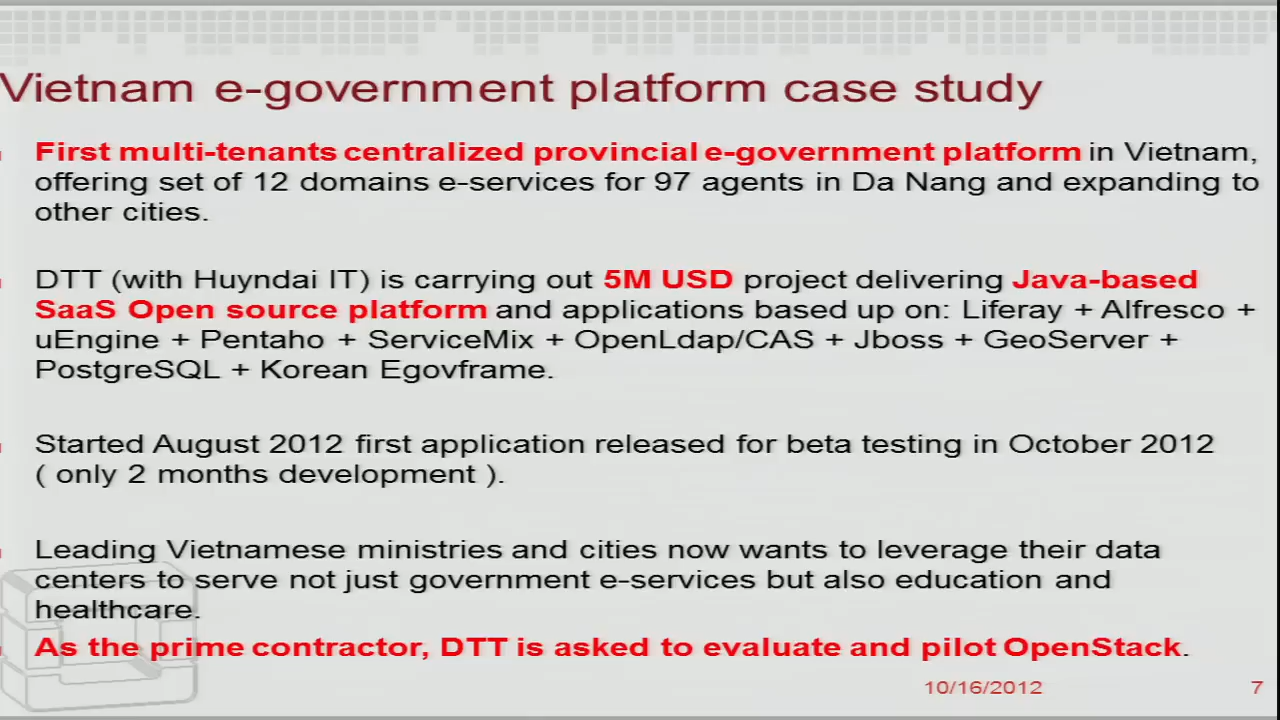 Vietnam e-government platform case study
First multi-tenants centralized provincial e-government platform in Vietnam,
offering set of 12 domains e-services for 97 agents in Da Nang and expanding to
other cities.
DTT (with Huyndai IT) is carrying out 5M USD project delivering Java-based
SaaS Open source platform and applications based up on: Liferay + Alfresco +
uEngine + Pentaho + ServiceMix + OpenLdap/CAS + Jboss + GeoServer +
PostgreSQL + Korean Egovframe.
Started August 2012 first application released for beta testing in October 2012
( only 2 months development ).
Leading Vietnamese ministries and cities now wants to leverage their data
centers to serve not just government e-services but also education and
healthcare.
As the prime contractor, DTT is asked to evaluate and pilot OpenStack.
10/16/2012 7